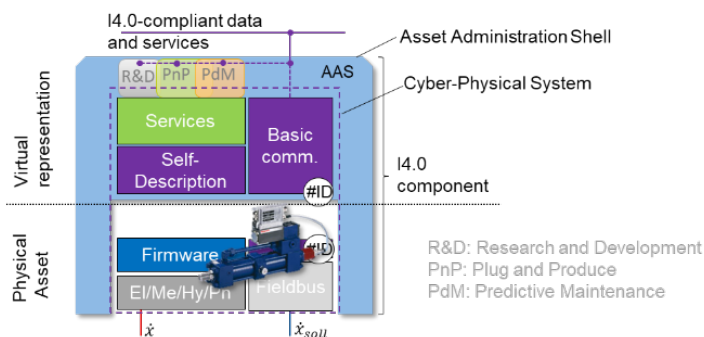 I4.0-compliant data
and services
Asset Administration Shell
R&D
PnP
PdM
AAS
Cyber-Physical System
Virtual
representation
Services
Basic
comm.
Self-
Description
#ID
I4.0
component
Physical
Asset
Firmware
#ID
El/Me/Hy/Pn
Fieldbus
R&D: Research and Development
PnP: Plug and Produce
PdM: Predictive Maintenance
ẋ
ẋsoll